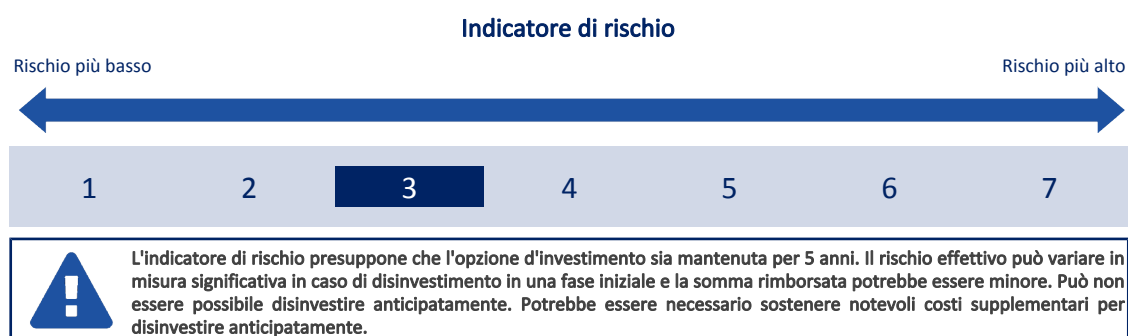 Indicatore di rischio
Rischio più basso Rischio più alto
1 2 3 4 5 6 7
L'indicatore di rischio presuppone che l'opzione d'investimento sia mantenuta per 5 anni. Il rischio effettivo può variare in
misura significativa in caso di disinvestimento in una fase iniziale e la somma rimborsata potrebbe essere minore. Può non
essere possibile disinvestire anticipatamente. Potrebbe essere necessario sostenere notevoli costi supplementari per
disinvestire anticipatamente.